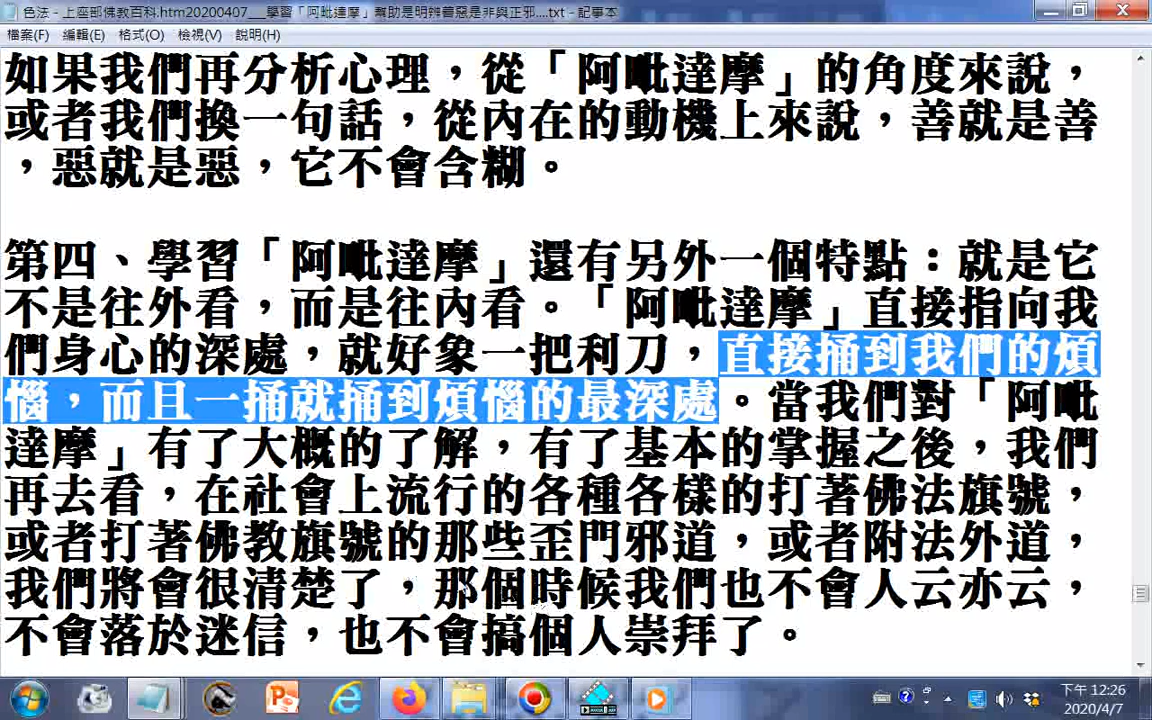 色法 - 上座部佛教百科.htm20200407___學習「阿毗達摩」幫助是明辨善惡是非與正邪....txt - 記事本
檔案(F) 編輯(E) 格式(O) 檢視(V) 說明(H)
如果我們再分析心理，從「阿毗達摩」的角度來說，
或者我們換一句話，從內在的動機上來說，善就是善
，惡就是惡，它不會含糊。
第四、學習「阿毗達摩」還有另外一個特點：就是它
不是往外看，而是往內看。「阿毗達摩」直接指向我
們身心的深處，就好象一把利刀，直接捅到我們的煩
惱，而且一捅就捅到煩惱的最深處。當我們對「阿毗
達摩」有了大概的了解，有了基本的掌握之後，我們
再去看，在社會上流行的各種各樣的打著佛法旗號，
或者打著佛教旗號的那些歪門邪道，或者附法外道，
我們將會很清楚了，那個時候我們也不會人云亦云，
不會落於迷信，也不會搞個人崇拜了。
下午 12:26
2020/4/7